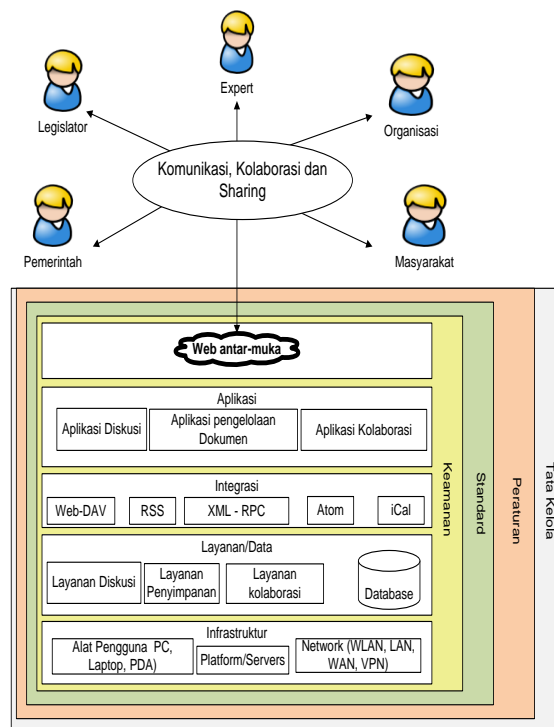 Expert
Legislator
Organisasi
Komunikasi, Kolaborasi dan
Sharing
Pemerintah
Masyarakat
Web antar-muka
Aplikasi
Aplikasi Diskusi
Aplikasi pengelolaan
Dokumen
Aplikasi Kolaborasi
Integrasi
Web-DAV
RSS
XML - RPC
Atom
iCal
Layanan/Data
Layanan Diskusi
Layanan
Penyimpanan
Layanan
kolaborasi
Database
Infrastruktur
Alat Pengguna PC,
Laptop, PDA)
Platform/Servers
Network (WLAN, LAN,
WAN, VPN)
Keamanan
Standard
Peraturan
Tata Kelola